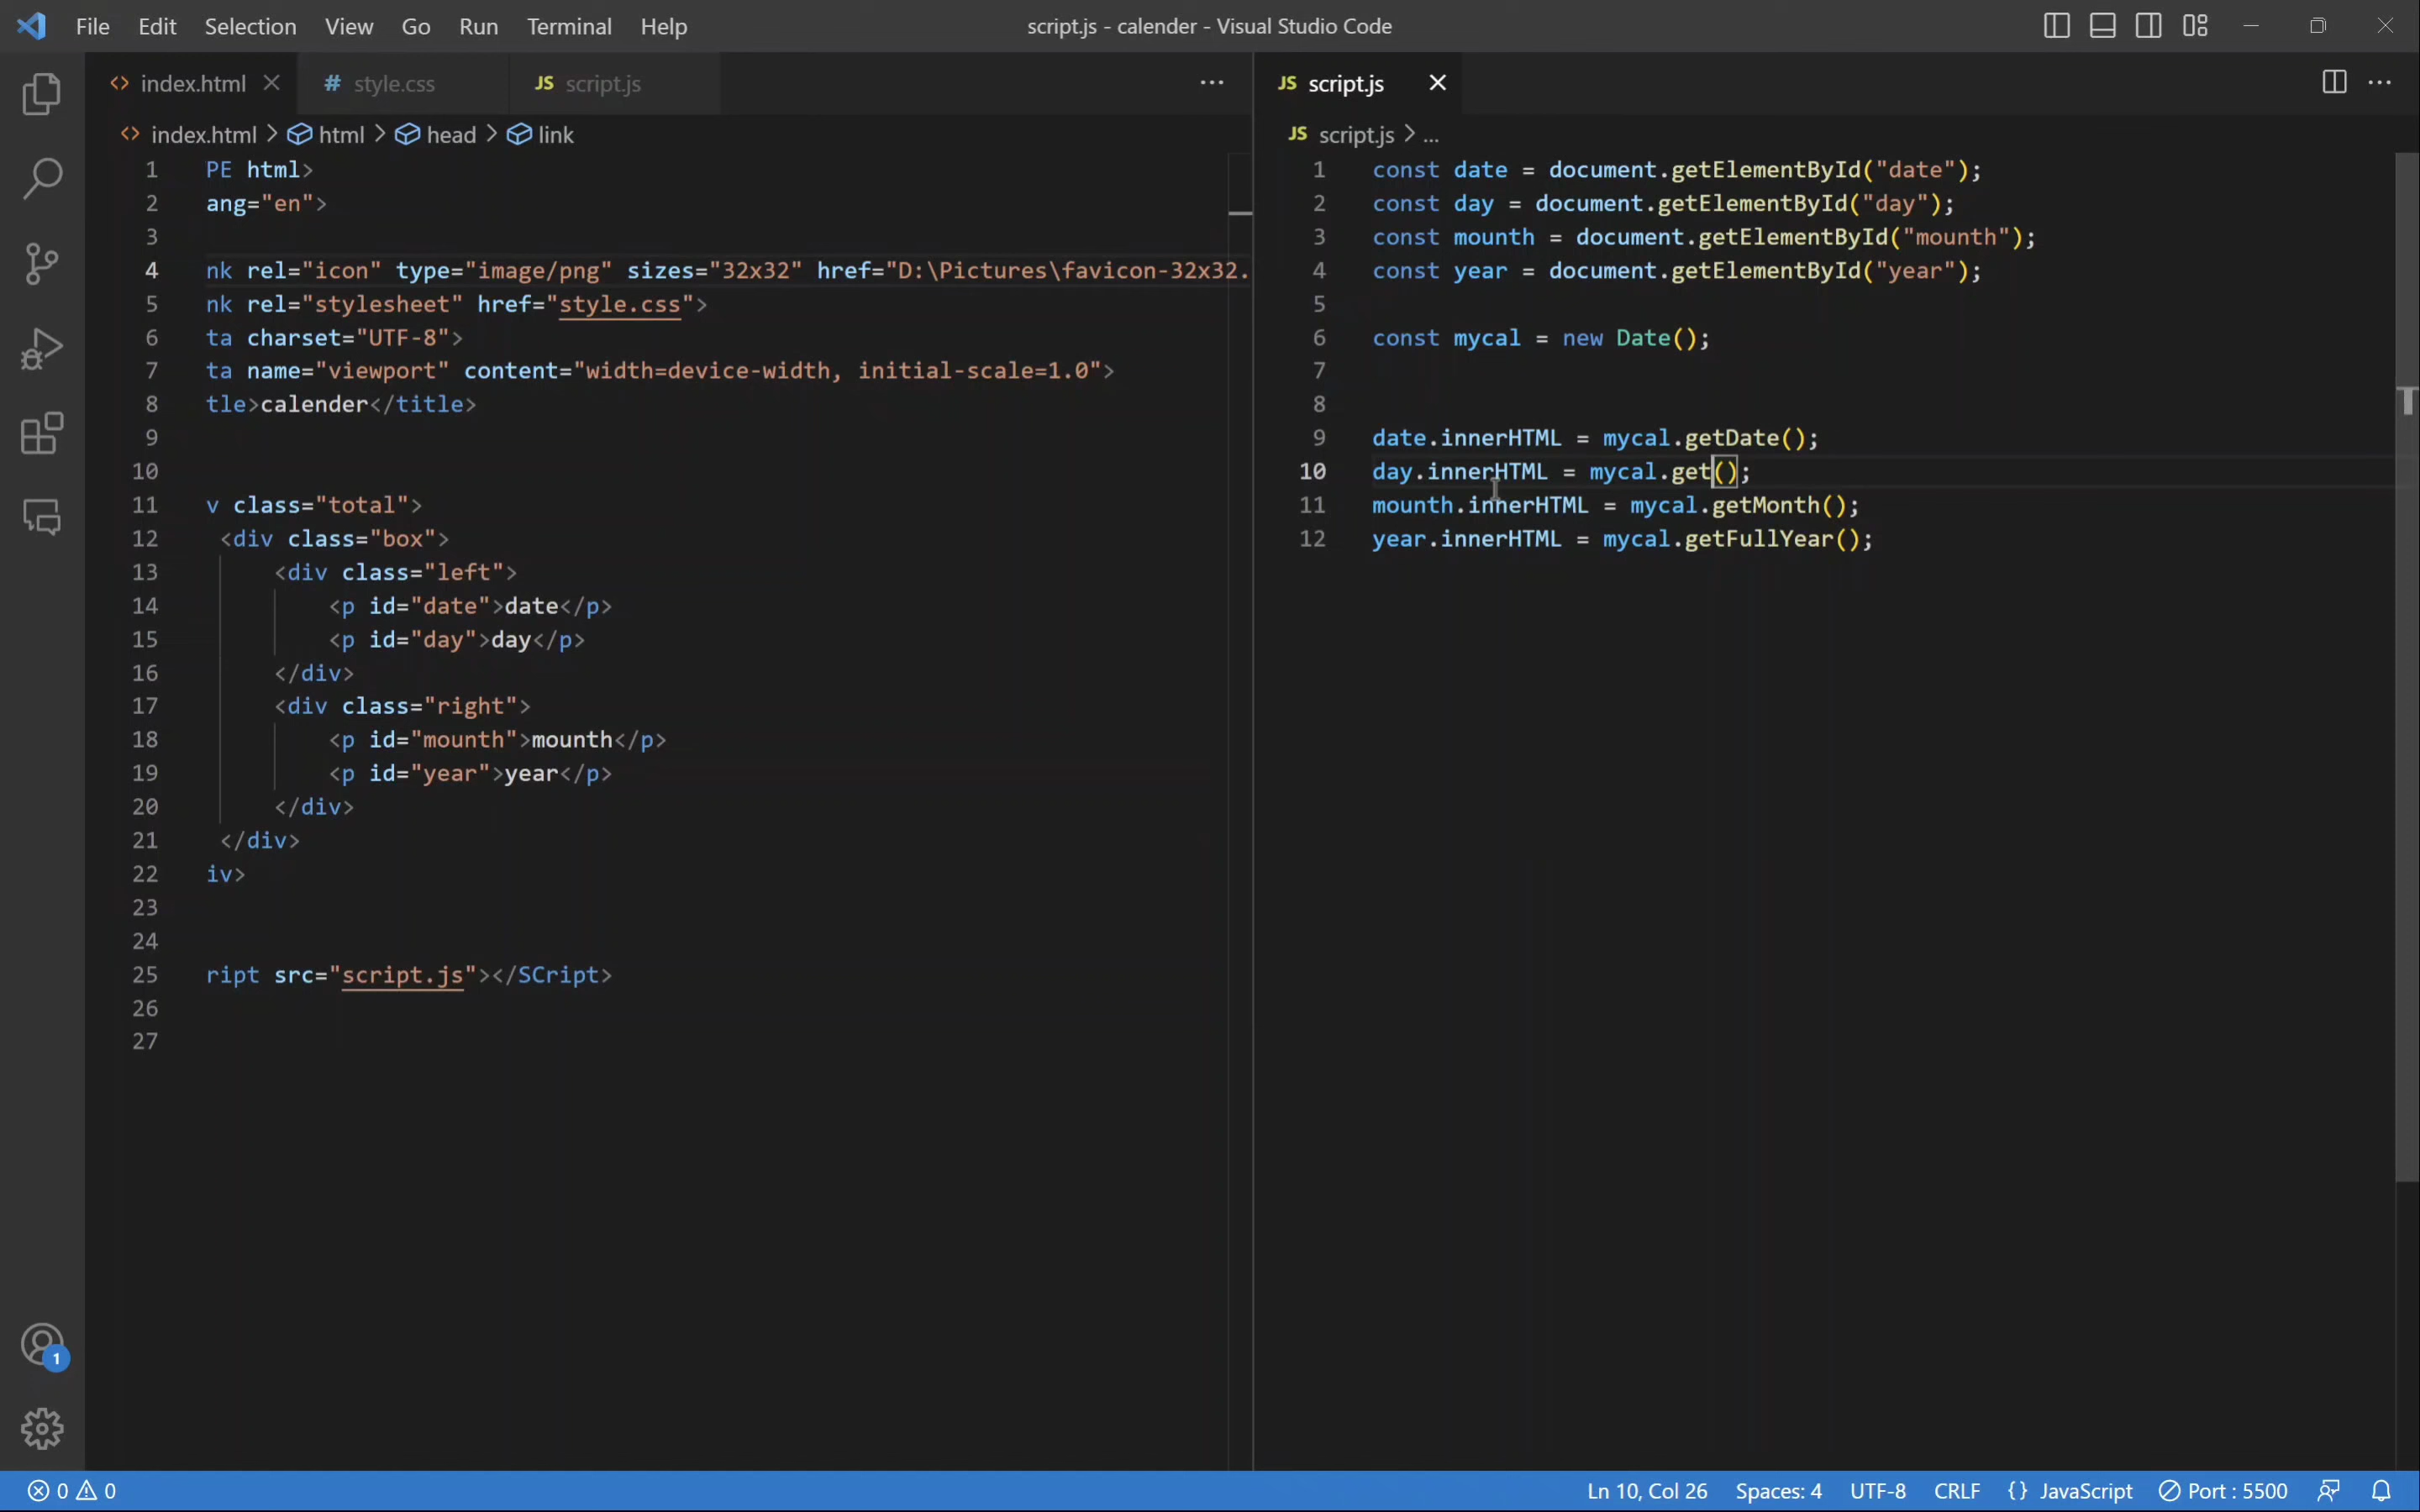 File Edit Selection View Go Run Terminal Help
script.js - calender - Visual Studio Code
index.html # style.css JS script.js ...
index.html > html > head > link
1 PE html>
2 ang="en">
3
4 nk rel="icon" type="image/png" sizes="32x32" href="D:\Pictures\favicon-32x32.
5 nk rel="stylesheet" href="style.css">
6 ta charset="UTF-8">
7 ta name="viewport" content="width=device-width, initial-scale=1.0">
8 tle>calender</title>
9
10
11 v class="total">
12 <div class="box">
13 <div class="left">
14 <p id="date">date</p>
15 <p id="day">day</p>
16 </div>
17 <div class="right">
18 <p id="mounth">mounth</p>
19 <p id="year">year</p>
20 </div>
21 </div>
22 iv>
23
24
25 ript src="script.js"></SCript>
26
27
JS script.js
JS script.js > ...
1 const date = document.getElementById("date");
2 const day = document.getElementById("day");
3 const mounth = document.getElementById("mounth");
4 const year = document.getElementById("year");
5
6 const mycal = new Date();
7
8
9 date.innerHTML = mycal.getDate();
10 day.innerHTML = mycal.get();
11 mounth.innerHTML = mycal.getMonth();
12 year.innerHTML = mycal.getFullYear();
1
0 0 Ln 10, Col 26 Spaces: 4 UTF-8 CRLF {} JavaScript Port : 5500